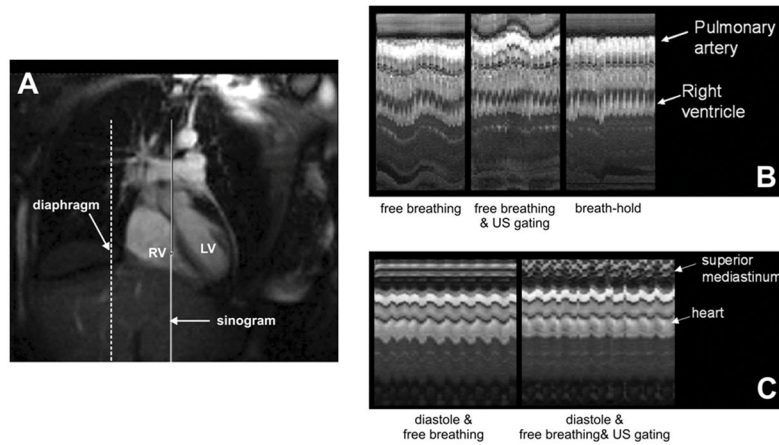 A
diaphragm
RV
LV
sinogram
Pulmonary
artery
Right
ventricle
B
free breathing
free breathing
& US gating
breath-hold
superior
mediastinum
heart
C
diastole &
free breathing
diastole &
free breathing& US gating